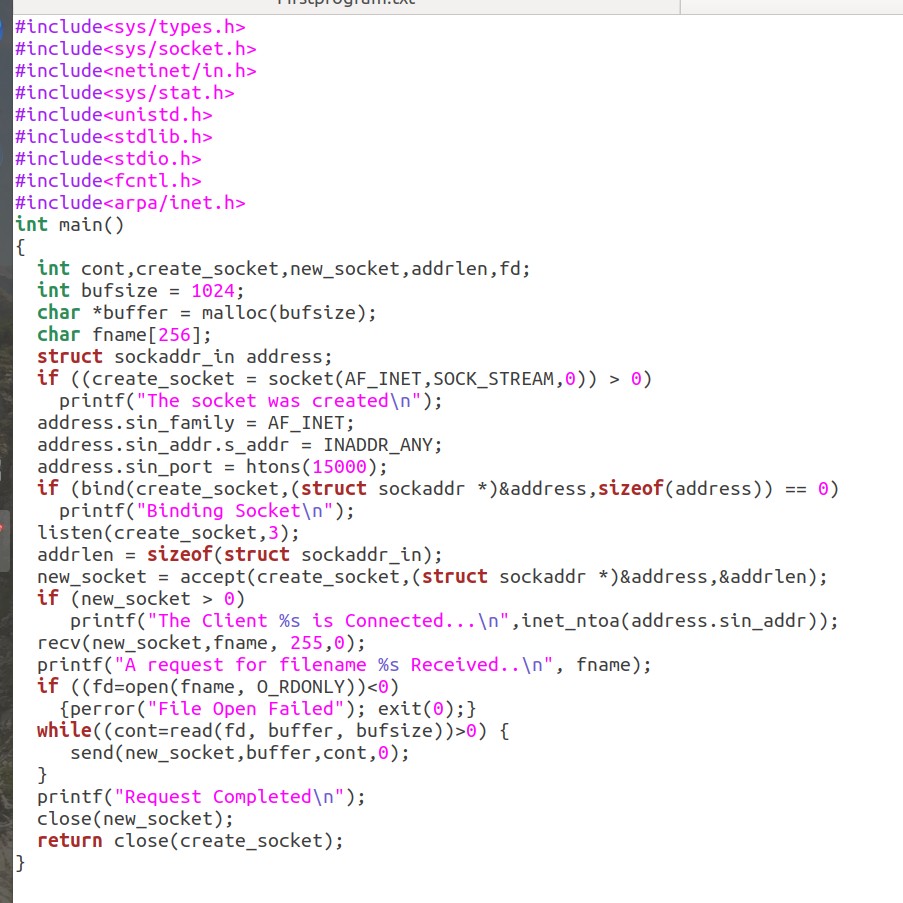 Firstprogram.txt
#include<sys/types.h>
#include<sys/socket.h>
#include<netinet/in.h>
#include<sys/stat.h>
#include<unistd.h>
#include<stdlib.h>
#include<stdio.h>
#include<fcntl.h>
#include<arpa/inet.h>
int main()
{
  int cont,create_socket,new_socket,addrlen,fd;
  int bufsize = 1024;
  char *buffer = malloc(bufsize);
  char fname[256];
  struct sockaddr_in address;
  if ((create_socket = socket(AF_INET,SOCK_STREAM,0)) > 0)
    printf("The socket was created\n");
  address.sin_family = AF_INET;
  address.sin_addr.s_addr = INADDR_ANY;
  address.sin_port = htons(15000);
  if (bind(create_socket,(struct sockaddr *)&address,sizeof(address)) == 0)
    printf("Binding Socket\n");
  listen(create_socket,3);
  addrlen = sizeof(struct sockaddr_in);
  new_socket = accept(create_socket,(struct sockaddr *)&address,&addrlen);
  if (new_socket > 0)
     printf("The Client %s is Connected...\n",inet_ntoa(address.sin_addr));
  recv(new_socket,fname, 255,0);
  printf("A request for filename %s Received..\n", fname);
  if ((fd=open(fname, O_RDONLY))<0)
    {perror("File Open Failed"); exit(0);}
  while((cont=read(fd, buffer, bufsize))>0) {
     send(new_socket,buffer,cont,0);
  }
  printf("Request Completed\n");
  close(new_socket);
  return close(create_socket);
}